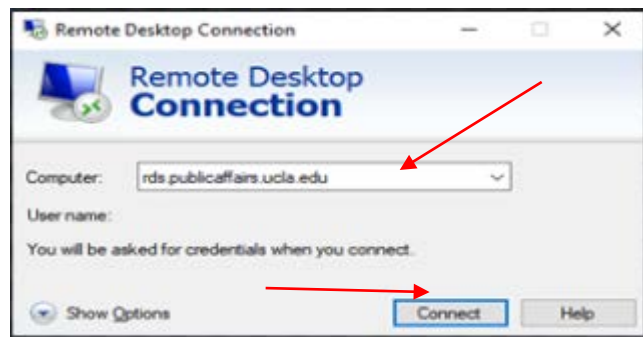 Remote Desktop Connection
Remote Desktop
Connection
Computer: rds.publicaffairs.ucla.edu
User name:
You will be asked for credentials when you connect.
Show Options Connect Help